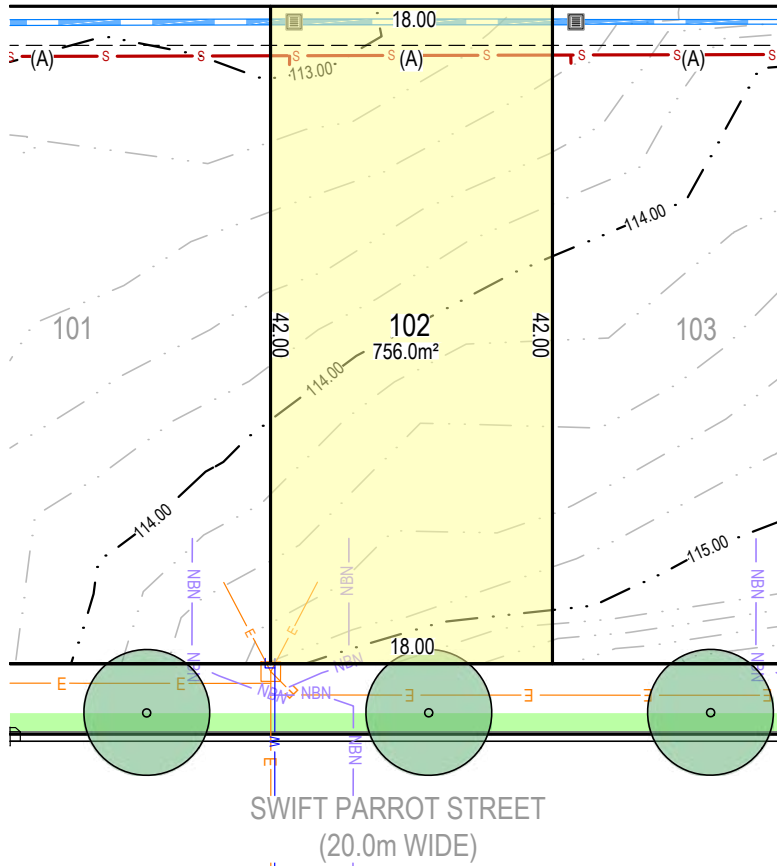 18.00
S
S
S
S
S
S
S
S
(A)
(A)
(A)
113.00
114.00
101
42.00
102
756.0m²
42.00
103
114.00
114.00
115.00
NBN
NBN
NBN
E
E
18.00
NBN
E
E
NBN
E
NBN
E
E
E
E
W
NBN
E
SWIFT PARROT STREET
(20.0m WIDE)